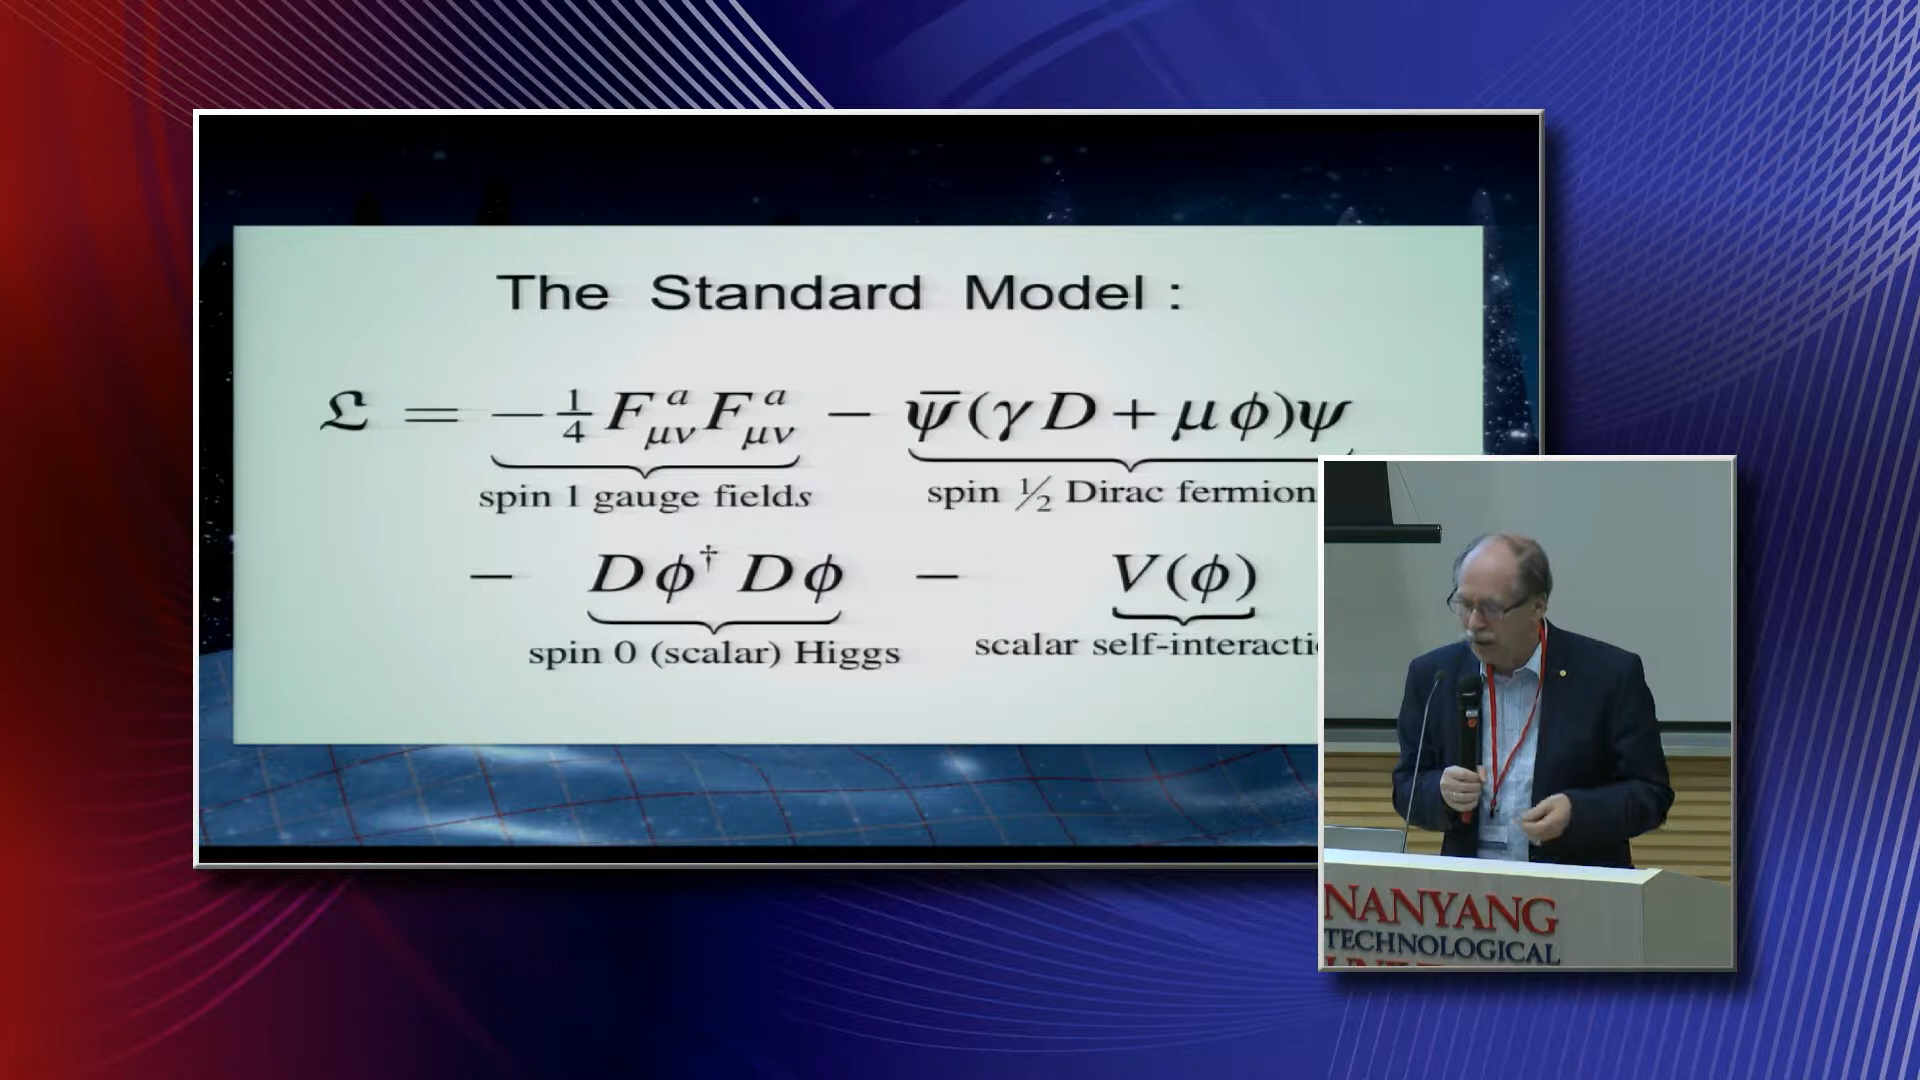 The Standard Model :
𝔏 = −¼ F^a_μν F^a_μν − ψ̄(γD + μϕ)ψ
spin 1 gauge fields
spin ½ Dirac fermion
− Dϕ† Dϕ − V(ϕ)
spin 0 (scalar) Higgs
scalar self-interacti
NANYANG
TECHNOLOGICAL